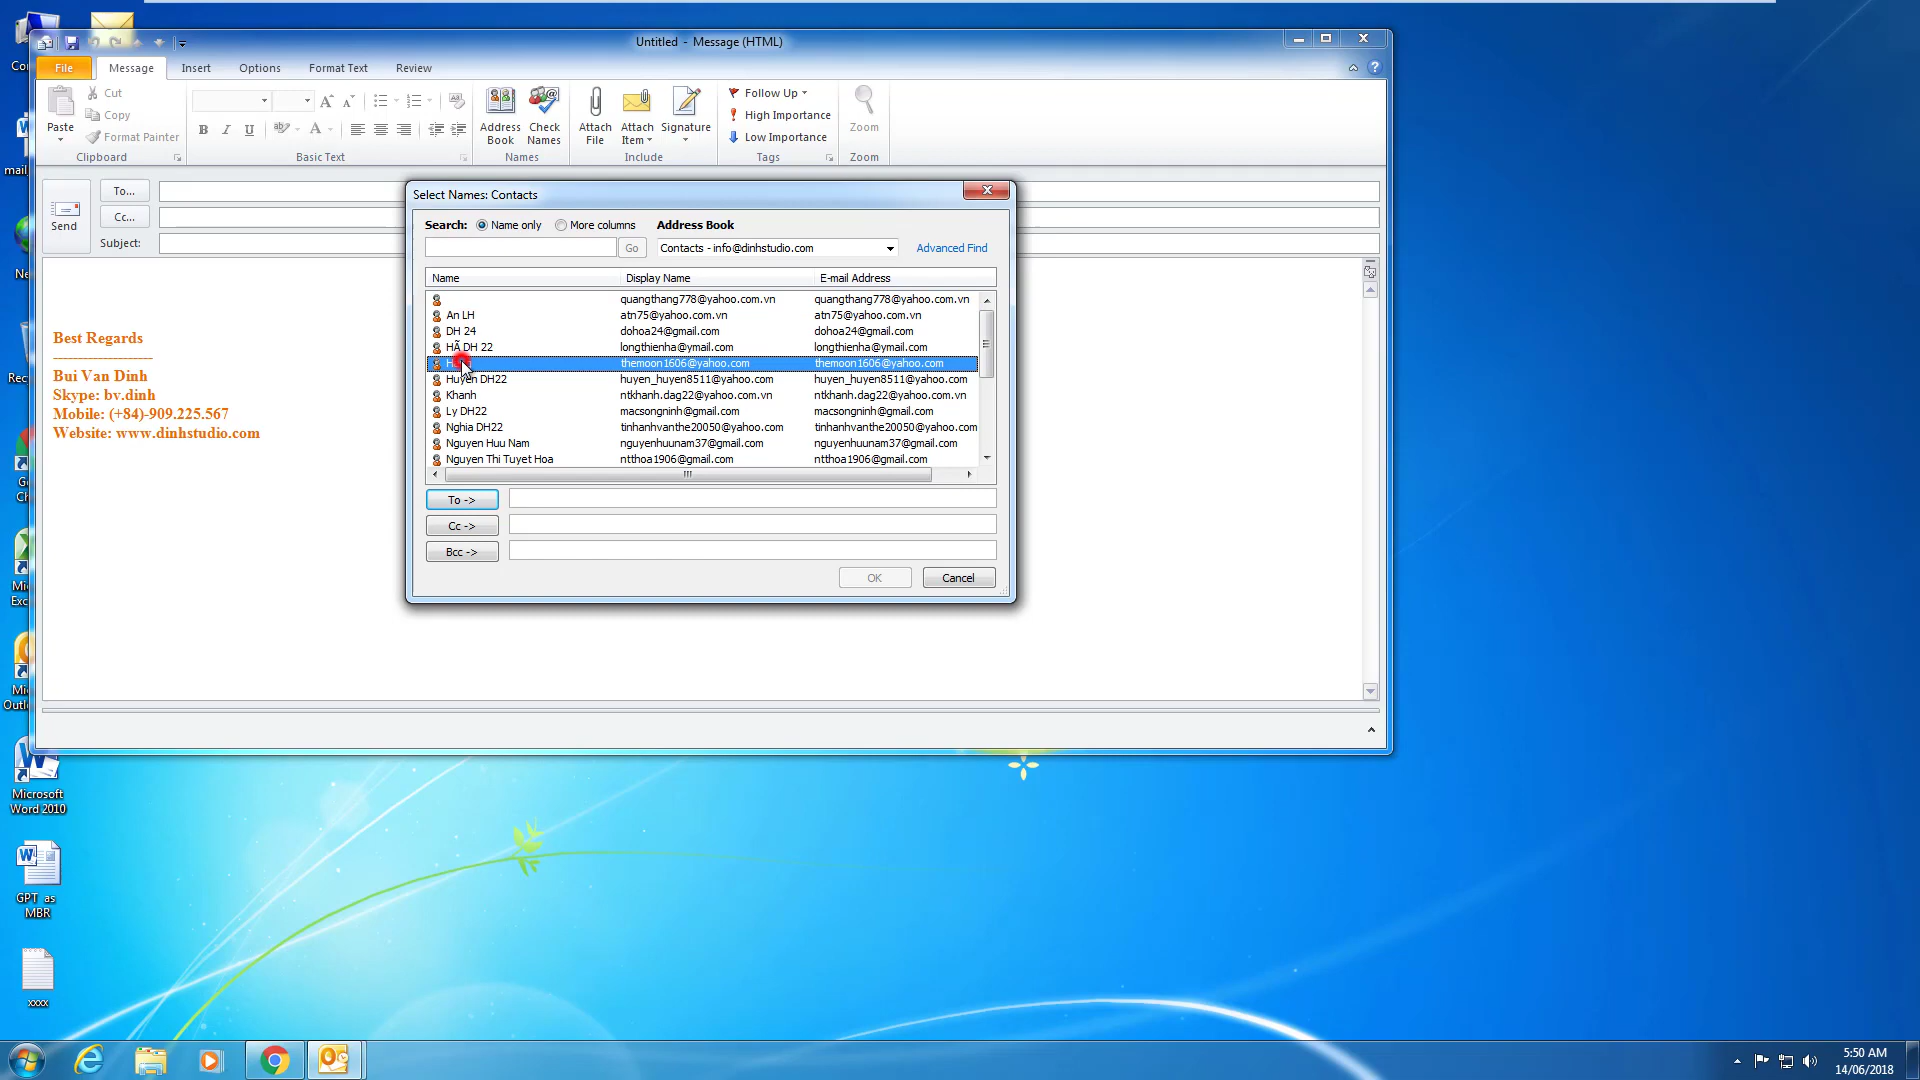 Untitled - Message (HTML)
File Message Insert Options Format Text Review
Cut
Copy
Format Painter
Paste
Clipboard
Basic Text
Address Book
Check Names
Names
Attach File
Attach Item
Signature
Include
Follow Up
High Importance
Low Importance
Tags
Zoom
Zoom
To...
Cc...
Send
Subject:
Best Regards
---------------------
Bui Van Dinh
Skype: bv.dinh
Mobile: (+84)-909.225.567
Website: www.dinhstudio.com
Select Names: Contacts
Search: Name only More columns Address Book
Go Contacts - info@dinhstudio.com Advanced Find
Name Display Name E-mail Address
quangthang778@yahoo.com.vn quangthang778@yahoo.com.vn
An LH atn75@yahoo.com.vn atn75@yahoo.com.vn
DH 24 dohoa24@gmail.com dohoa24@gmail.com
HÃ DH 22 longthienha@ymail.com longthienha@ymail.com
themoon1606@yahoo.com themoon1606@yahoo.com
Huyen DH22 huyen_huyen8511@yahoo.com huyen_huyen8511@yahoo.com
Khanh ntkhanh.dag22@yahoo.com.vn ntkhanh.dag22@yahoo.com.vn
Ly DH22 macsongninh@gmail.com macsongninh@gmail.com
Nghia DH22 tinhanhvanthe20050@yahoo.com tinhanhvanthe20050@yahoo.com
Nguyen Huu Nam nguyenhuunam37@gmail.com nguyenhuunam37@gmail.com
Nguyen Thi Tuyet Hoa ntthoa1906@gmail.com ntthoa1906@gmail.com
To ->
Cc ->
Bcc ->
OK Cancel
Microsoft
Word 2010
GPT as
MBR
xxxx
5:50 AM
14/06/2018